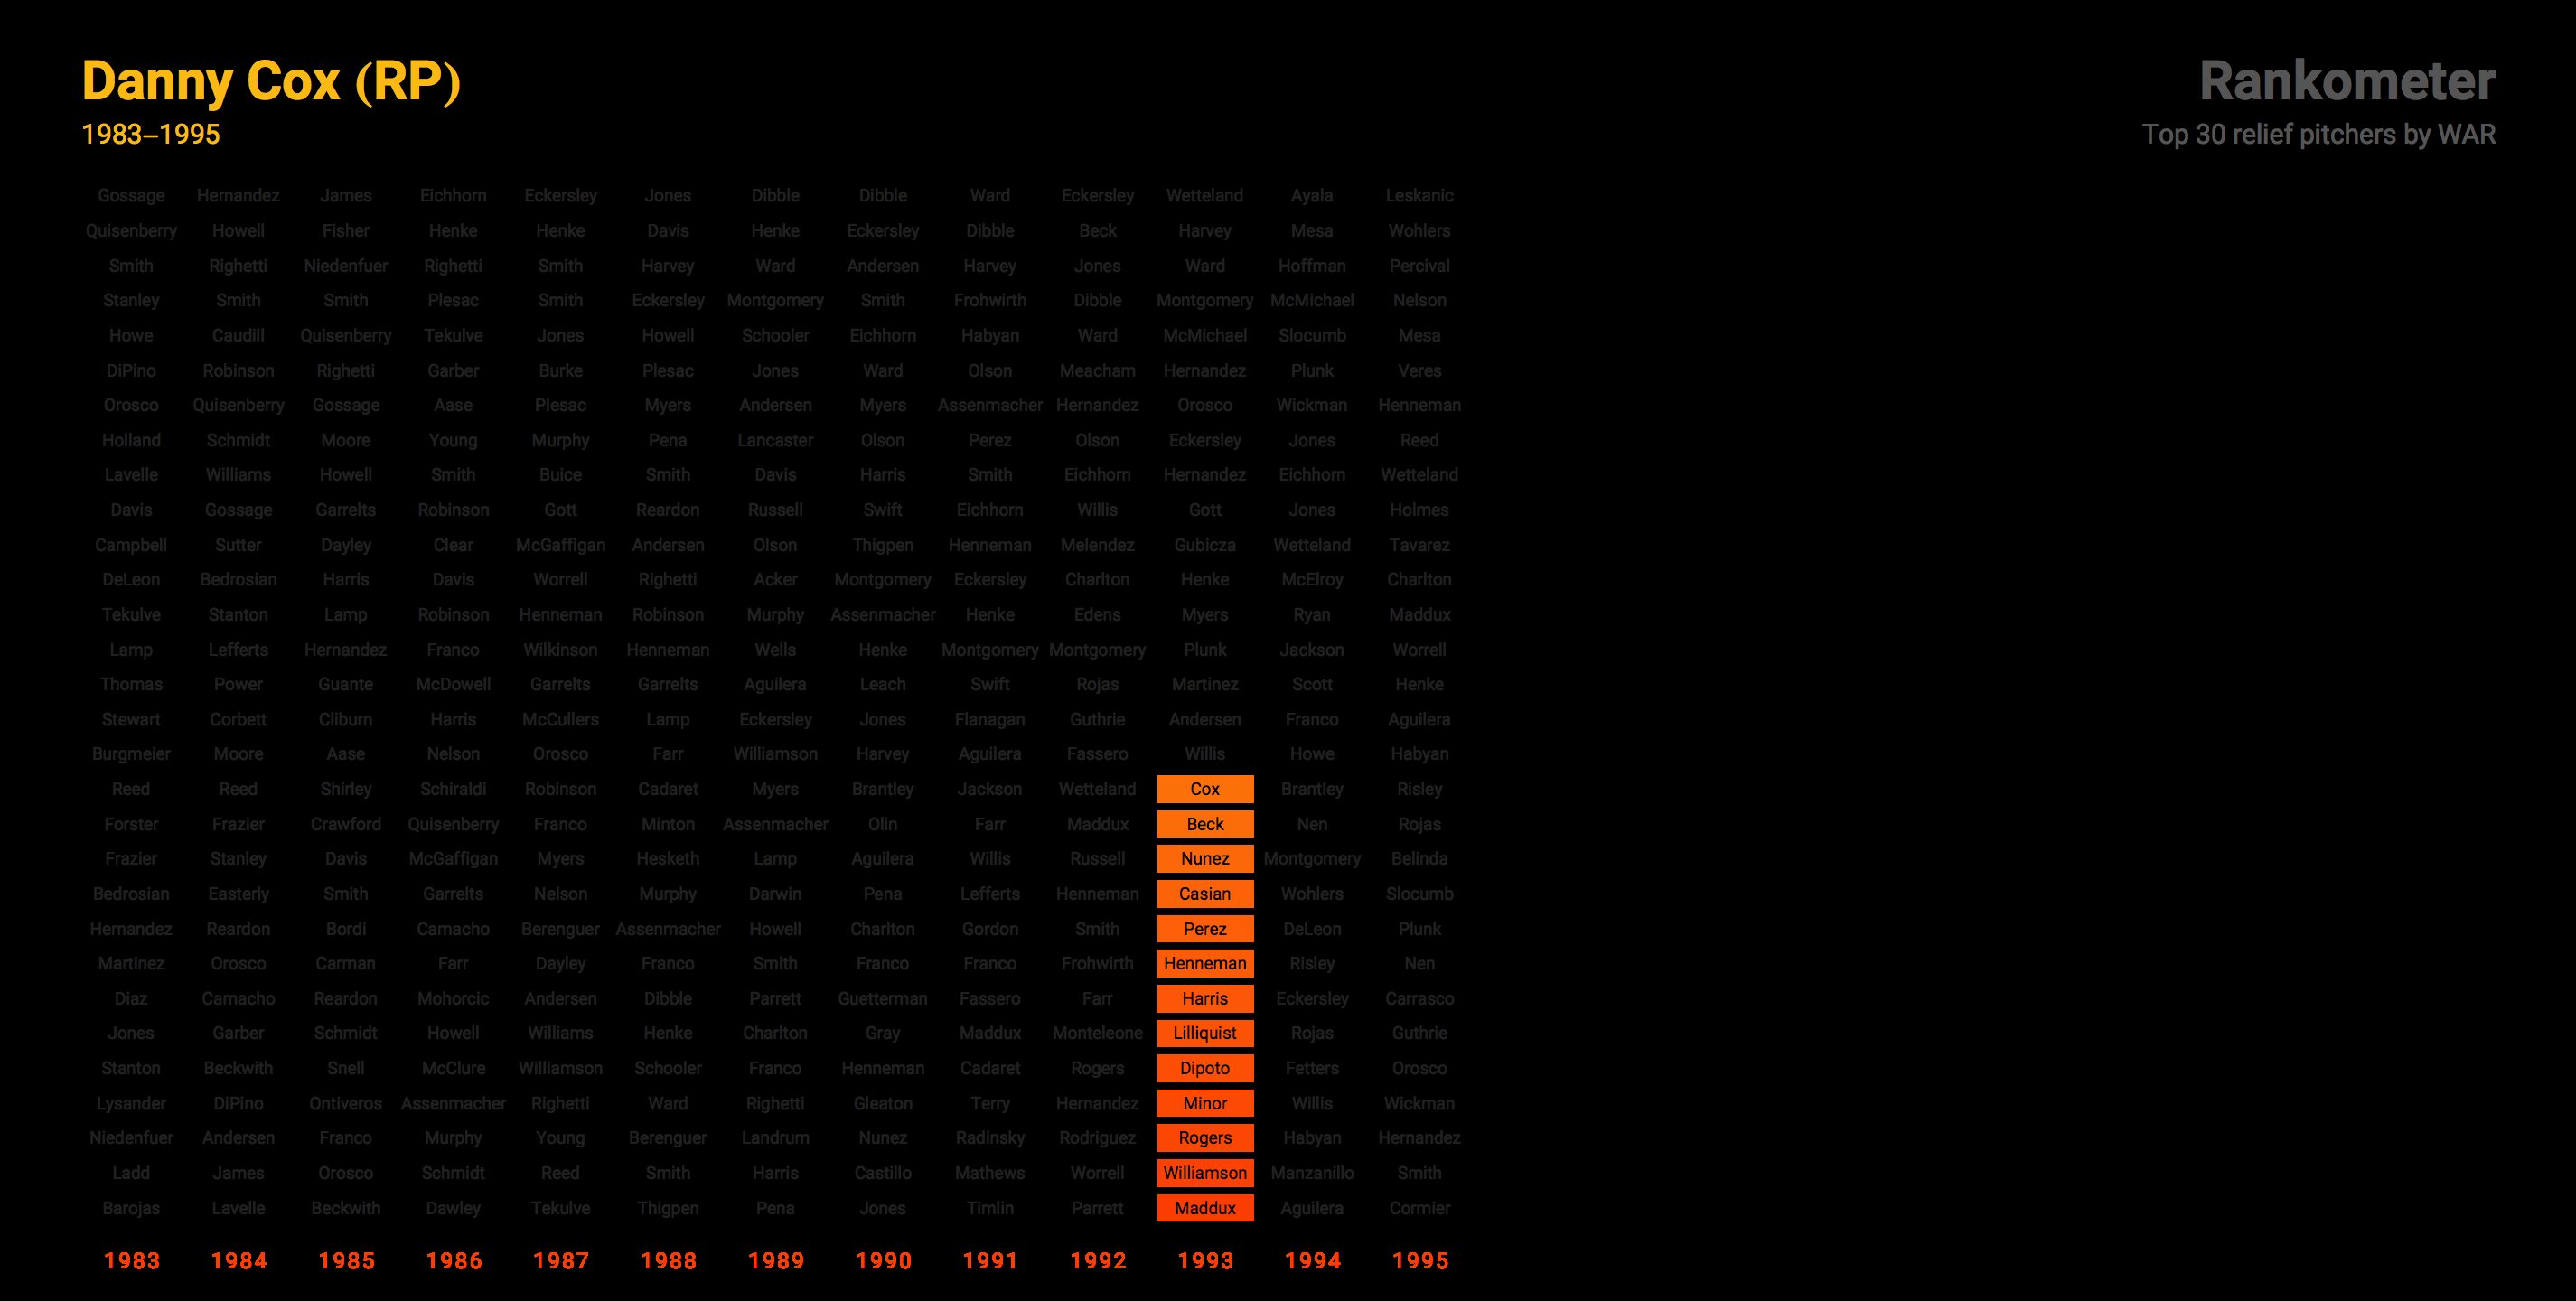 Danny Cox (RP)
1983–1995
Rankometer
Top 30 relief pitchers by WAR
Gossage Hernandez James Eichhorn Eckersley Jones Dibble Dibble Ward Eckersley Wetteland Ayala Leskanic
Quisenberry Howell Fisher Henke Henke Davis Henke Eckersley Dibble Beck Harvey Mesa Wohlers
Smith Righetti Niedenfuer Righetti Smith Harvey Ward Andersen Harvey Jones Ward Hoffman Percival
Stanley Smith Smith Plesac Smith Eckersley Montgomery Smith Frohwirth Dibble Montgomery McMichael Nelson
Howe Caudill Quisenberry Tekulve Jones Howell Schooler Eichhorn Habyan Ward McMichael Slocumb Mesa
DiPino Robinson Righetti Garber Burke Plesac Jones Ward Olson Meacham Hernandez Plunk Veres
Orosco Quisenberry Gossage Aase Plesac Myers Andersen Myers Assenmacher Hernandez Orosco Wickman Henneman
Holland Schmidt Moore Young Murphy Pena Lancaster Olson Perez Olson Eckersley Jones Reed
Lavelle Williams Howell Smith Buice Smith Davis Harris Smith Eichhorn Hernandez Eichhorn Wetteland
Davis Gossage Garrelts Robinson Gott Reardon Russell Swift Eichhorn Willis Gott Jones Holmes
Campbell Sutter Dayley Clear McGaffigan Andersen Olson Thigpen Henneman Melendez Gubicza Wetteland Tavarez
DeLeon Bedrosian Harris Davis Worrell Righetti Acker Montgomery Eckersley Charlton Henke McElroy Charlton
Tekulve Stanton Lamp Robinson Henneman Robinson Murphy Assenmacher Henke Edens Myers Ryan Maddux
Lamp Lefferts Hernandez Franco Wilkinson Henneman Wells Henke Montgomery Montgomery Plunk Jackson Worrell
Thomas Power Guante McDowell Garrelts Garrelts Aguilera Leach Swift Rojas Martinez Scott Henke
Stewart Corbett Cliburn Harris McCullers Lamp Eckersley Jones Flanagan Guthrie Andersen Franco Aguilera
Burgmeier Moore Aase Nelson Orosco Farr Williamson Harvey Aguilera Fassero Willis Howe Habyan
Reed Reed Shirley Schiraldi Robinson Cadaret Myers Brantley Jackson Wetteland Cox Brantley Risley
Forster Frazier Crawford Quisenberry Franco Minton Assenmacher Olin Farr Maddux Beck Nen Rojas
Frazier Stanley Davis McGaffigan Myers Hesketh Lamp Aguilera Willis Russell Nunez Montgomery Belinda
Bedrosian Easterly Smith Garrelts Nelson Murphy Darwin Pena Lefferts Henneman Casian Wohlers Slocumb
Hernandez Reardon Bordi Camacho Berenguer Assenmacher Howell Charlton Gordon Smith Perez DeLeon Plunk
Martinez Orosco Carman Farr Dayley Franco Smith Franco Franco Frohwirth Henneman Risley Nen
Diaz Camacho Reardon Mohorcic Andersen Dibble Parrett Guetterman Fassero Farr Harris Eckersley Carrasco
Jones Garber Schmidt Howell Williams Henke Charlton Gray Maddux Monteleone Lilliquist Rojas Guthrie
Stanton Beckwith Snell McClure Williamson Schooler Franco Henneman Cadaret Rogers Dipoto Fetters Orosco
Lysander DiPino Ontiveros Assenmacher Righetti Ward Righetti Gleaton Terry Hernandez Minor Willis Wickman
Niedenfuer Andersen Franco Murphy Young Berenguer Landrum Nunez Radinsky Rodriguez Rogers Habyan Hernandez
Ladd James Orosco Schmidt Reed Smith Harris Castillo Mathews Worrell Williamson Manzanillo Smith
Barojas Lavelle Beckwith Dawley Tekulve Thigpen Pena Jones Timlin Parrett Maddux Aguilera Cormier
1983 1984 1985 1986 1987 1988 1989 1990 1991 1992 1993 1994 1995